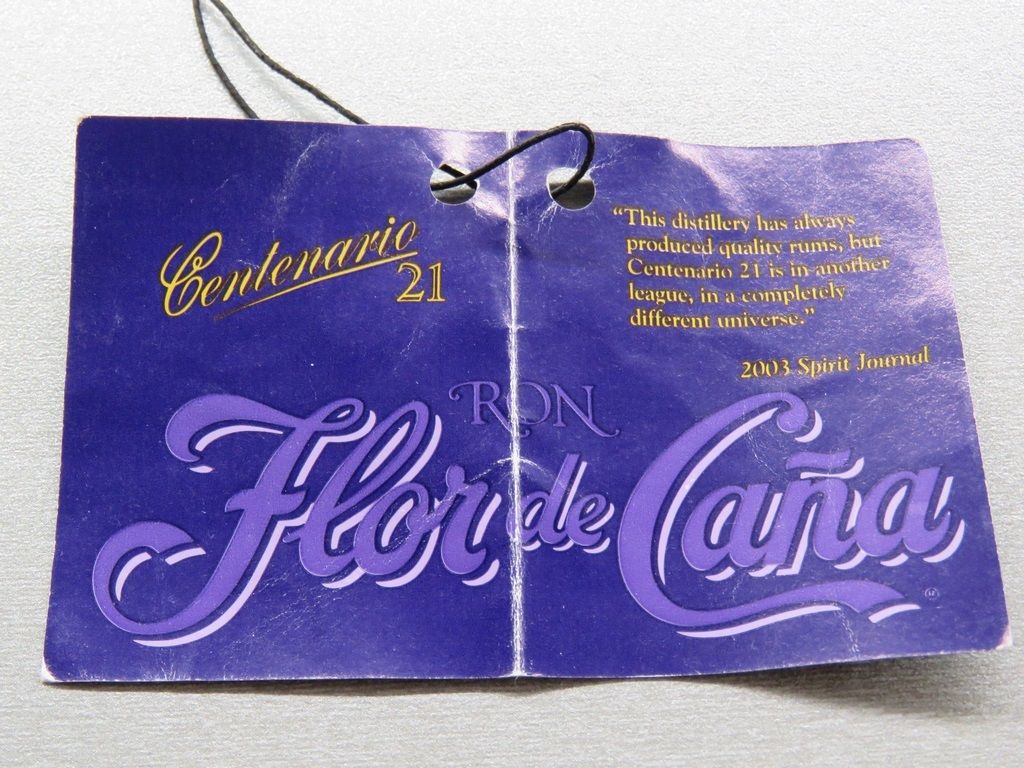 Centenario
21
"This distillery has always
produced quality rums, but
Centenario 21 is in another
league, in a completely
different universe."
2003 Spirit Journal
RON
Flor de Caña